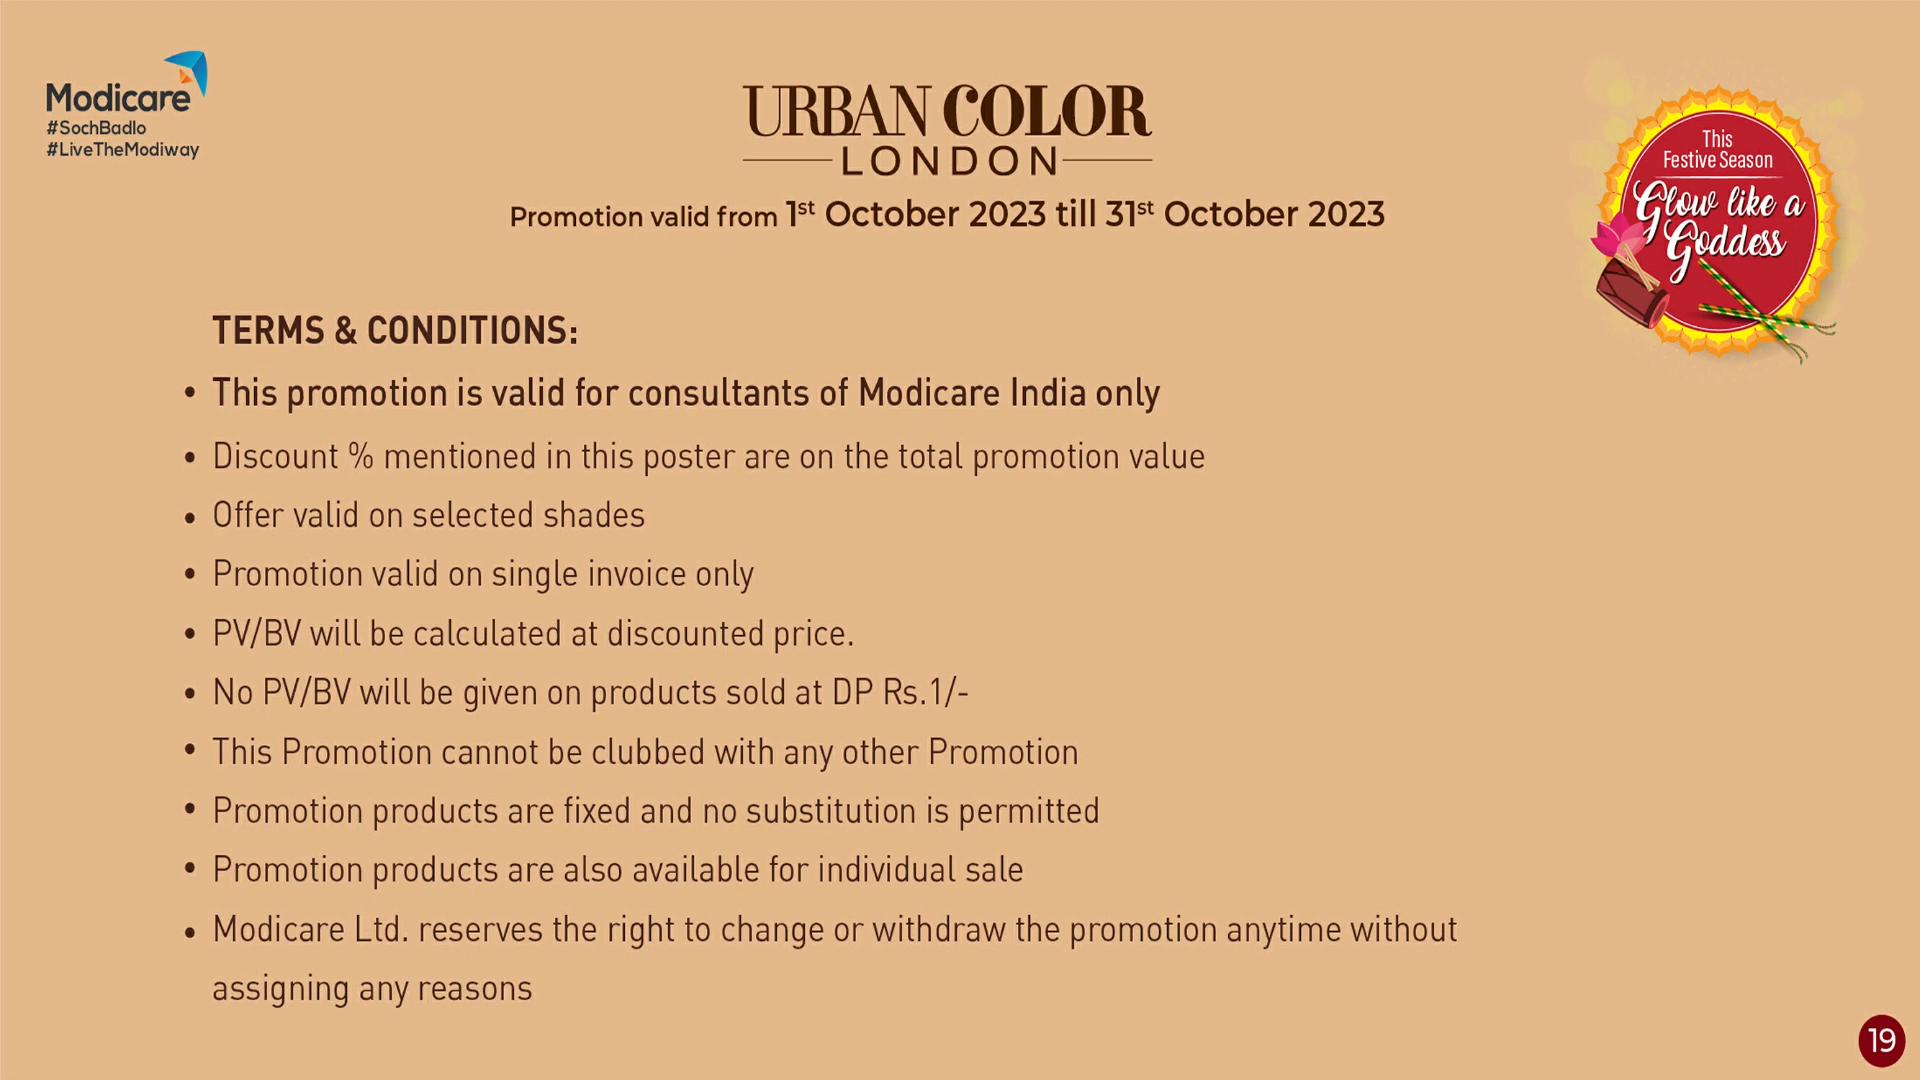 Modicare
#SochBadlo
#LiveTheModiway
URBAN COLOR
LONDON
Promotion valid from 1st October 2023 till 31st October 2023
This
Festive Season
Glow like a
Goddess
TERMS & CONDITIONS:
• This promotion is valid for consultants of Modicare India only
• Discount % mentioned in this poster are on the total promotion value
• Offer valid on selected shades
• Promotion valid on single invoice only
• PV/BV will be calculated at discounted price.
• No PV/BV will be given on products sold at DP Rs.1/-
• This Promotion cannot be clubbed with any other Promotion
• Promotion products are fixed and no substitution is permitted
• Promotion products are also available for individual sale
• Modicare Ltd. reserves the right to change or withdraw the promotion anytime without
assigning any reasons
19